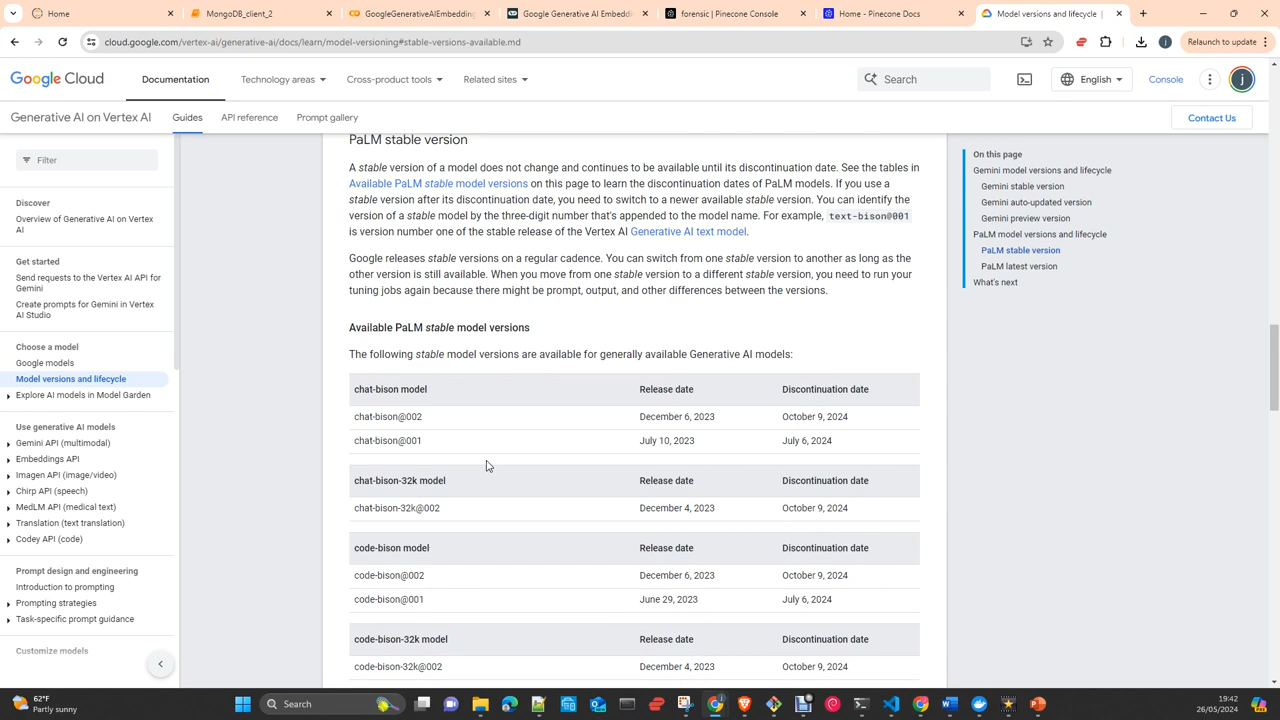 Home
MongoDB_client_2
GoogleGenerativeAIEmbedding
Google Generative AI Embeddi
forensic | Pinecone Console
Home - Pinecone Docs
Model versions and lifecycle |
cloud.google.com/vertex-ai/generative-ai/docs/learn/model-versioning#stable-versions-available.md
j
Relaunch to update
Google Cloud
Documentation
Technology areas
Cross-product tools
Related sites
Search
English
Console
j
Generative AI on Vertex AI
Guides
API reference
Prompt gallery
Contact Us
Filter
Discover
Overview of Generative AI on Vertex
AI
Get started
Send requests to the Vertex AI API for
Gemini
Create prompts for Gemini in Vertex
AI Studio
Choose a model
Google models
Model versions and lifecycle
Explore AI models in Model Garden
Use generative AI models
Gemini API (multimodal)
Embeddings API
Imagen API (image/video)
Chirp API (speech)
MedLM API (medical text)
Translation (text translation)
Codey API (code)
Prompt design and engineering
Introduction to prompting
Prompting strategies
Task-specific prompt guidance
Customize models
PaLM stable version
A stable version of a model does not change and continues to be available until its discontinuation date. See the tables in
Available PaLM stable model versions on this page to learn the discontinuation dates of PaLM models. If you use a
stable version after its discontinuation date, you need to switch to a newer available stable version. You can identify the
version of a stable model by the three-digit number that's appended to the model name. For example, text-bison@001
is version number one of the stable release of the Vertex AI Generative AI text model.
Google releases stable versions on a regular cadence. You can switch from one stable version to another as long as the
other version is still available. When you move from one stable version to a different stable version, you need to run your
tuning jobs again because there might be prompt, output, and other differences between the versions.
Available PaLM stable model versions
The following stable model versions are available for generally available Generative AI models:
chat-bison model Release date Discontinuation date
chat-bison@002 December 6, 2023 October 9, 2024
chat-bison@001 July 10, 2023 July 6, 2024
chat-bison-32k model Release date Discontinuation date
chat-bison-32k@002 December 4, 2023 October 9, 2024
code-bison model Release date Discontinuation date
code-bison@002 December 6, 2023 October 9, 2024
code-bison@001 June 29, 2023 July 6, 2024
code-bison-32k model Release date Discontinuation date
code-bison-32k@002 December 4, 2023 October 9, 2024
On this page
Gemini model versions and lifecycle
Gemini stable version
Gemini auto-updated version
Gemini preview version
PaLM model versions and lifecycle
PaLM stable version
PaLM latest version
What's next
62°F
Partly sunny
Search
19:42
26/05/2024